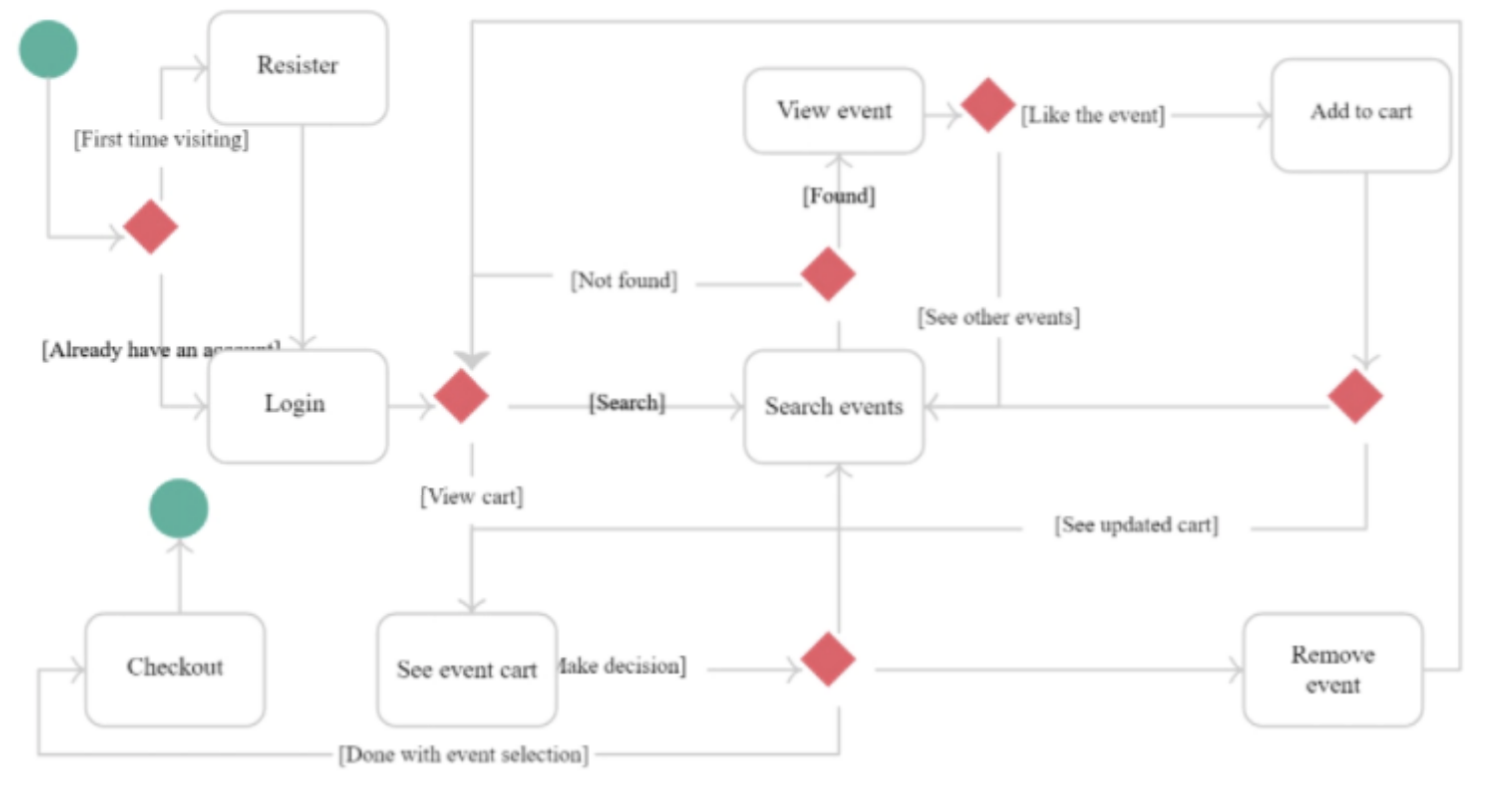 Resister
View event
[Like the event]
Add to cart
[First time visiting]
[Found]
[Not found]
[See other events]
[Already have an account]
Login
[Search]
Search events
[View cart]
[See updated cart]
Checkout
See event cart
Make decision]
Remove
event
[Done with event selection]